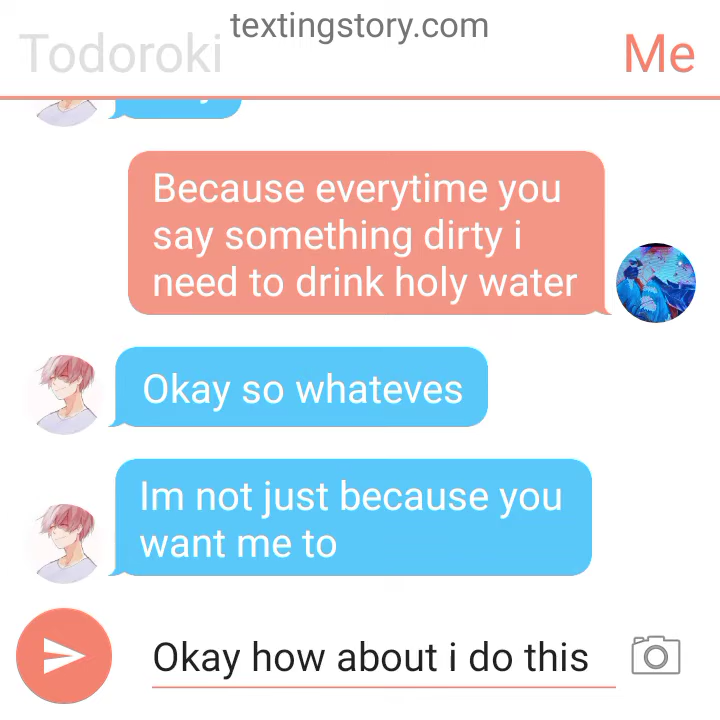 textingstory.com
Todoroki
Me
Because everytime you
say something dirty i
need to drink holy water
Okay so whateves
Im not just because you
want me to
Okay how about i do this